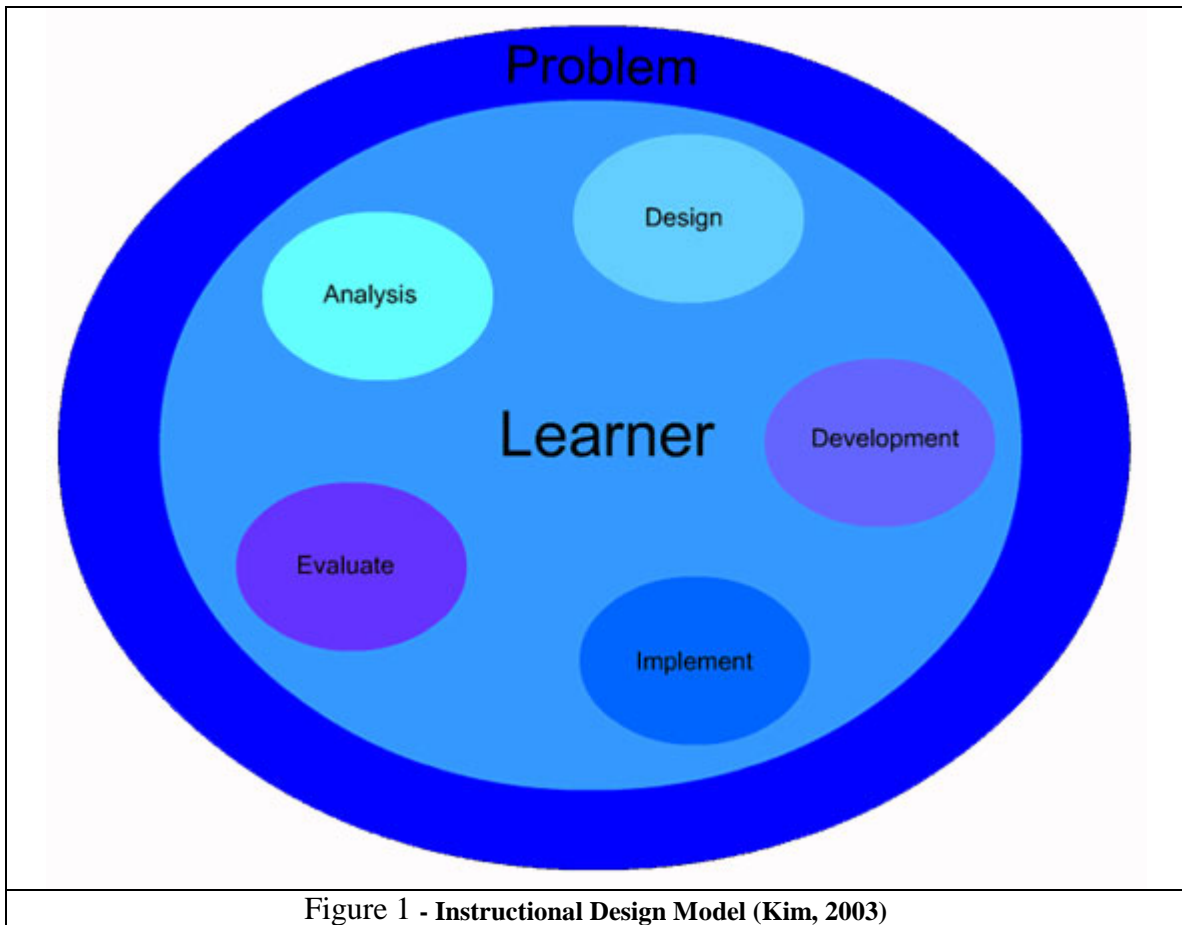 Problem
Design
Analysis
Learner
Development
Evaluate
Implement
Figure 1 - Instructional Design Model (Kim, 2003)